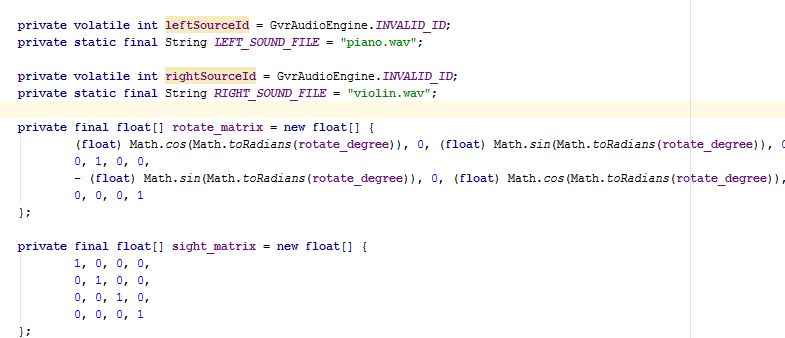 private volatile int leftSourceId = GvrAudioEngine.INVALID_ID;
private static final String LEFT_SOUND_FILE = "piano.wav";
private volatile int rightSourceId = GvrAudioEngine.INVALID_ID;
private static final String RIGHT_SOUND_FILE = "violin.wav";
private final float[] rotate_matrix = new float[] {
(float) Math.cos(Math.toRadians(rotate_degree)), 0, (float) Math.sin(Math.toRadians(rotate_degree)), 0
0, 1, 0, 0,
- (float) Math.sin(Math.toRadians(rotate_degree)), 0, (float) Math.cos(Math.toRadians(rotate_degree)),
0, 0, 0, 1
};
private final float[] sight_matrix = new float[] {
1, 0, 0, 0,
0, 1, 0, 0,
0, 0, 1, 0,
0, 0, 0, 1
};